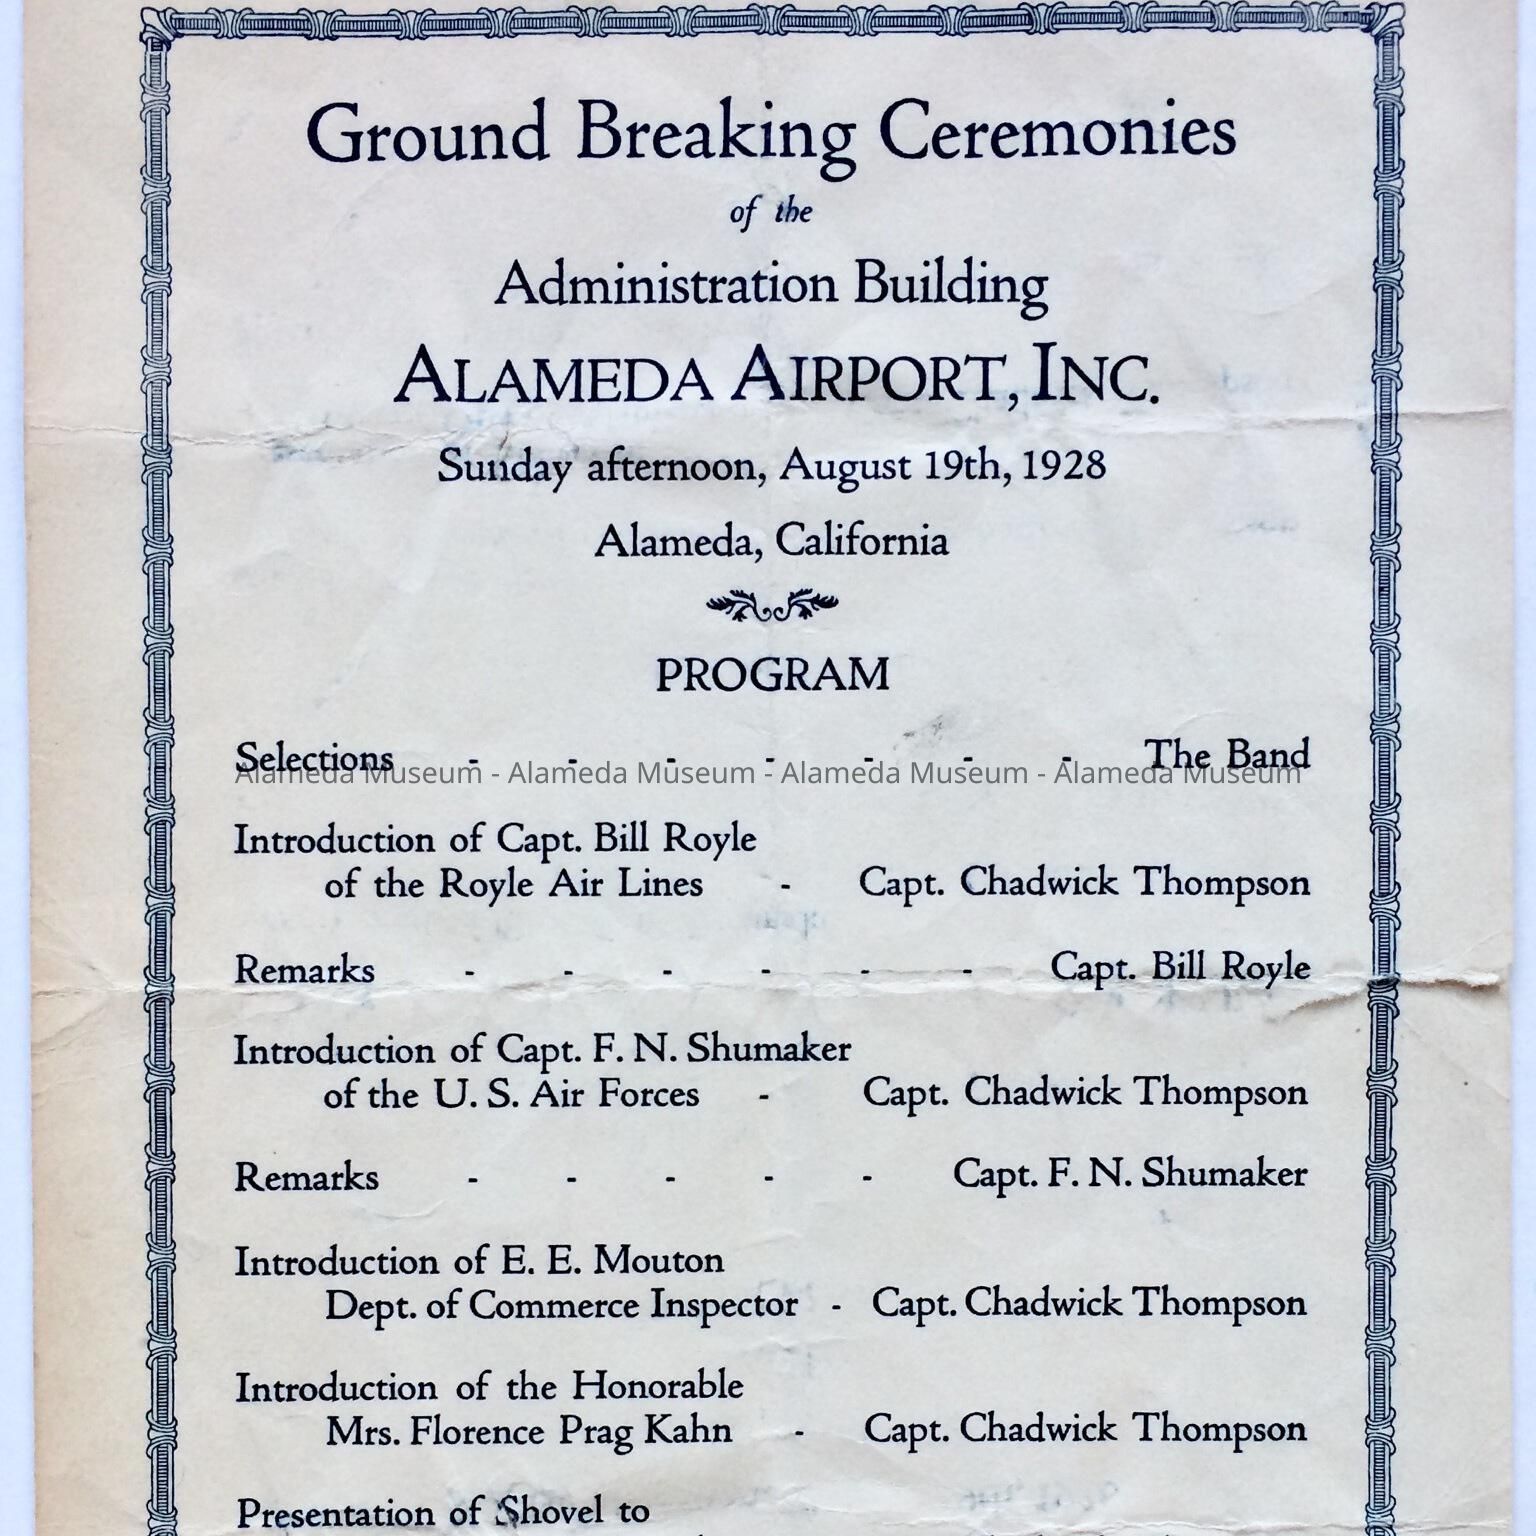 Ground Breaking Ceremonies
of the
Administration Building
ALAMEDA AIRPORT, INC.
Sunday afternoon, August 19th, 1928
Alameda, California
PROGRAM
Selections - - - - - - - The Band
Alameda Museum - Alameda Museum - Alameda Museum - Alameda Museum
Introduction of Capt. Bill Royle
of the Royle Air Lines - Capt. Chadwick Thompson
Remarks - - - - - - Capt. Bill Royle
Introduction of Capt. F. N. Shumaker
of the U. S. Air Forces - Capt. Chadwick Thompson
Remarks - - - - - Capt. F. N. Shumaker
Introduction of E. E. Mouton
Dept. of Commerce Inspector - Capt. Chadwick Thompson
Introduction of the Honorable
Mrs. Florence Prag Kahn - Capt. Chadwick Thompson
Presentation of Shovel to